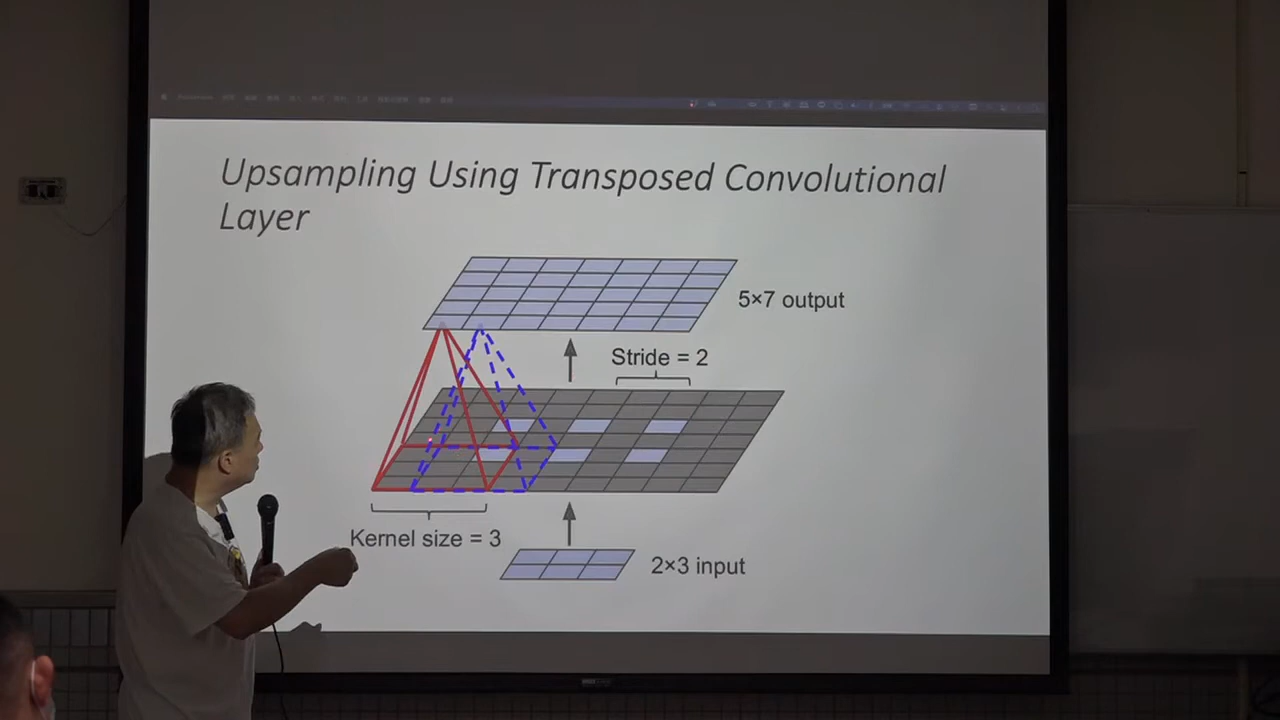 Upsampling Using Transposed Convolutional
Layer
5×7 output
Stride = 2
Kernel size = 3
2×3 input